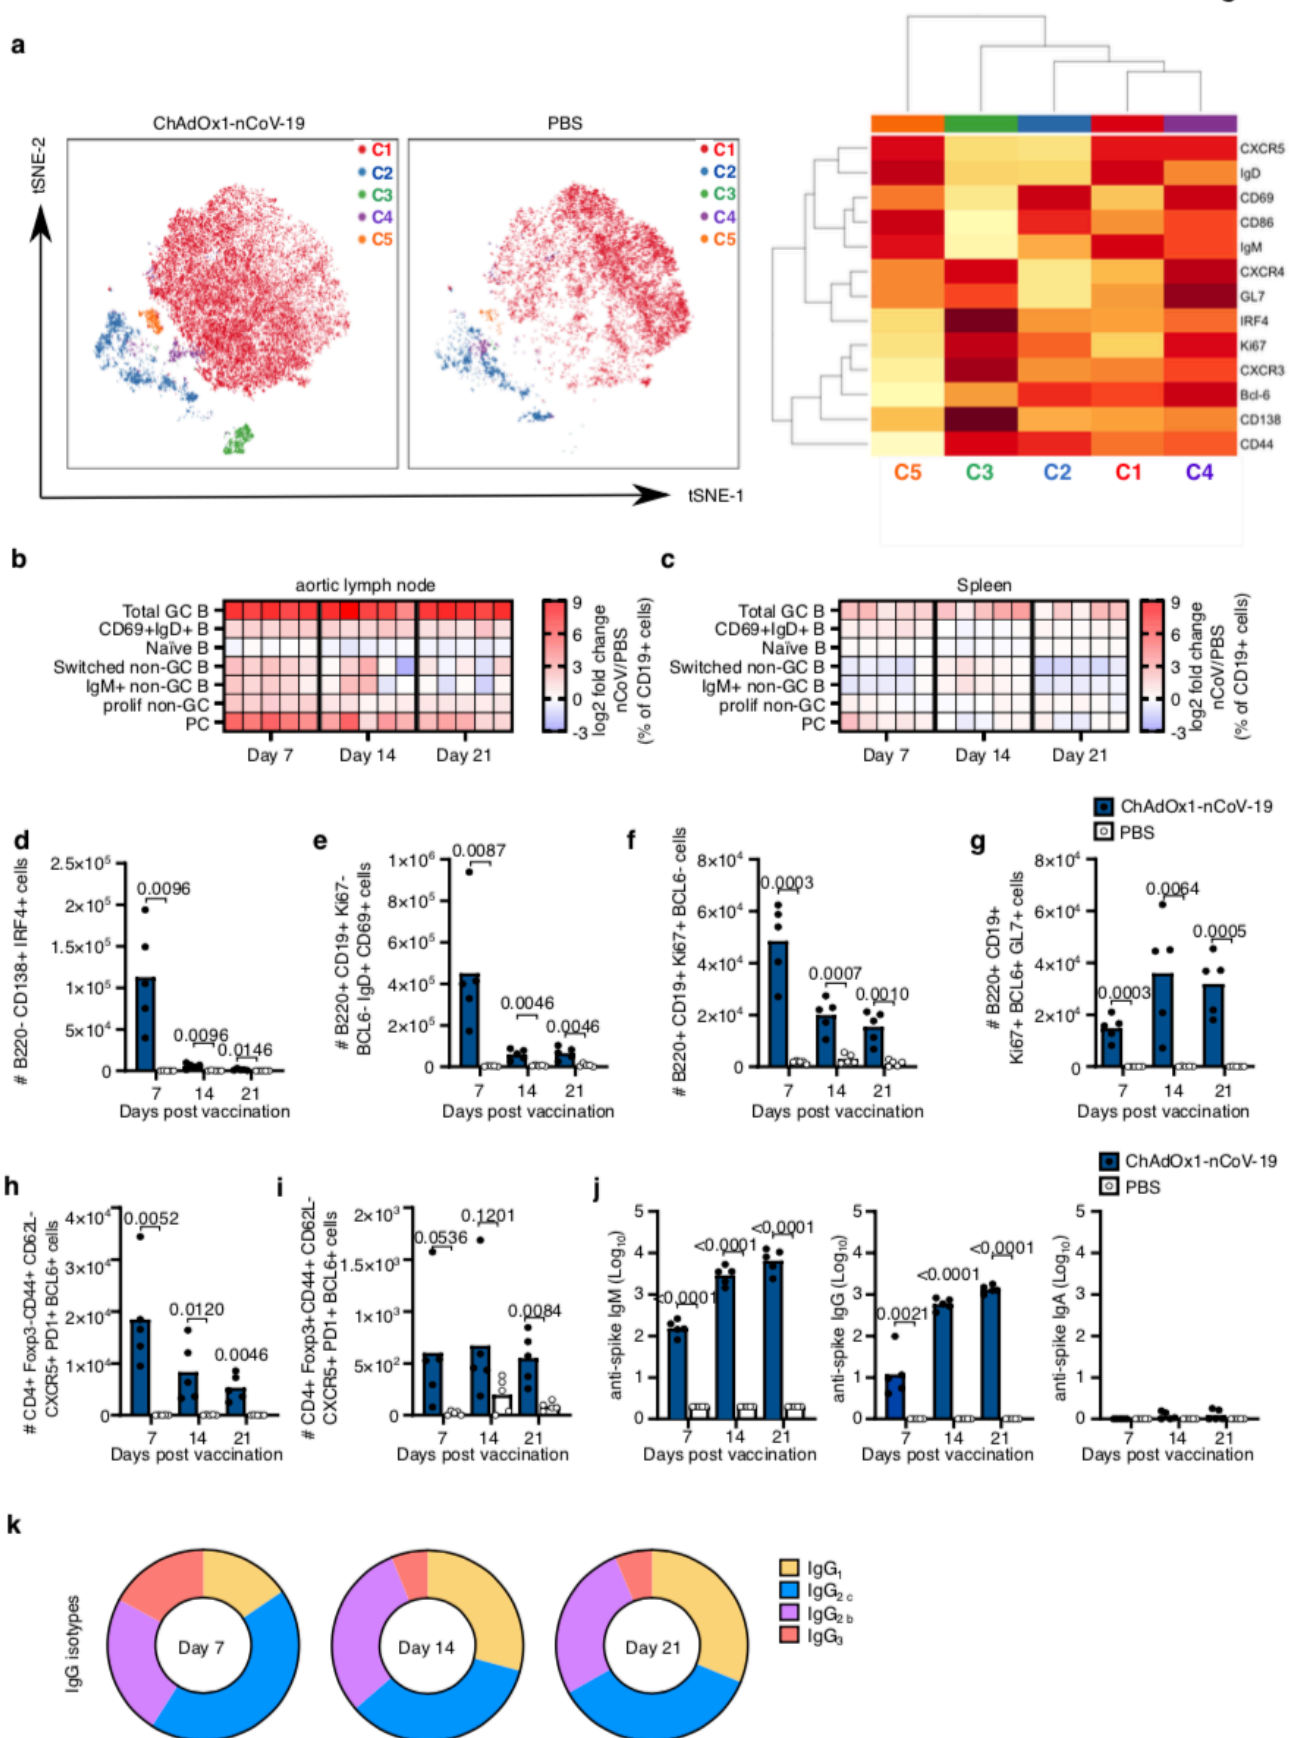 a
ChAdOx1-nCoV-19
PBS
tSNE-2
C1
C2
C3
C4
C5
C1
C2
C3
C4
C5
tSNE-1
CXCR5
IgD
CD69
CD86
IgM
CXCR4
GL7
IRF4
Ki67
CXCR3
Bcl-6
CD138
CD44
C5 C3 C2 C1 C4
b
aortic lymph node
Total GC B
CD69+IgD+ B
Naïve B
Switched non-GC B
IgM+ non-GC B
prolif non-GC
PC
Day 7 Day 14 Day 21
9
6
3
0
-3
log2 fold change
nCoV/PBS
(% of CD19+ cells)
c
Spleen
Total GC B
CD69+IgD+ B
Naïve B
Switched non-GC B
IgM+ non-GC B
prolif non-GC
PC
Day 7 Day 14 Day 21
9
6
3
0
-3
log2 fold change
nCoV/PBS
(% of CD19+ cells)
ChAdOx1-nCoV-19
PBS
d
# B220- CD138+ IRF4+ cells
2.5×10⁵
2×10⁵
1.5×10⁵
1×10⁵
5×10⁴
0
0.0096
0.0096
0.0146
7 14 21
Days post vaccination
e
# B220+ CD19+ Ki67-
BCL6- IgD+ CD69+ cells
1×10⁶
8×10⁵
6×10⁵
4×10⁵
2×10⁵
0
0.0087
0.0046
0.0046
7 14 21
Days post vaccination
f
# B220+ CD19+ Ki67+ BCL6- cells
8×10⁴
6×10⁴
4×10⁴
2×10⁴
0
0.0003
0.0007
0.0010
7 14 21
Days post vaccination
g
# B220+ CD19+
Ki67+ BCL6+ GL7+ cells
8×10⁴
6×10⁴
4×10⁴
2×10⁴
0
0.0003
0.0064
0.0005
7 14 21
Days post vaccination
ChAdOx1-nCoV-19
PBS
h
# CD4+ Foxp3-CD44+ CD62L-
CXCR5+ PD1+ BCL6+ cells
4×10⁴
3×10⁴
2×10⁴
1×10⁴
0
0.0052
0.0120
0.0046
7 14 21
Days post vaccination
i
# CD4+ Foxp3+CD44+ CD62L-
CXCR5+ PD1+ BCL6+ cells
2×10³
1.5×10³
1×10³
5×10²
0
0.0536
0.1201
0.0084
7 14 21
Days post vaccination
j
anti-spike IgM (Log₁₀)
5
4
3
2
1
0
<0.0001
<0.0001
<0.0001
7 14 21
Days post vaccination
anti-spike IgG (Log₁₀)
5
4
3
2
1
0
0.0021
<0.0001
<0.0001
7 14 21
Days post vaccination
anti-spike IgA (Log₁₀)
5
4
3
2
1
0
7 14 21
Days post vaccination
k
IgG isotypes
Day 7
Day 14
Day 21
IgG₁
IgG₂ c
IgG₂ b
IgG₃